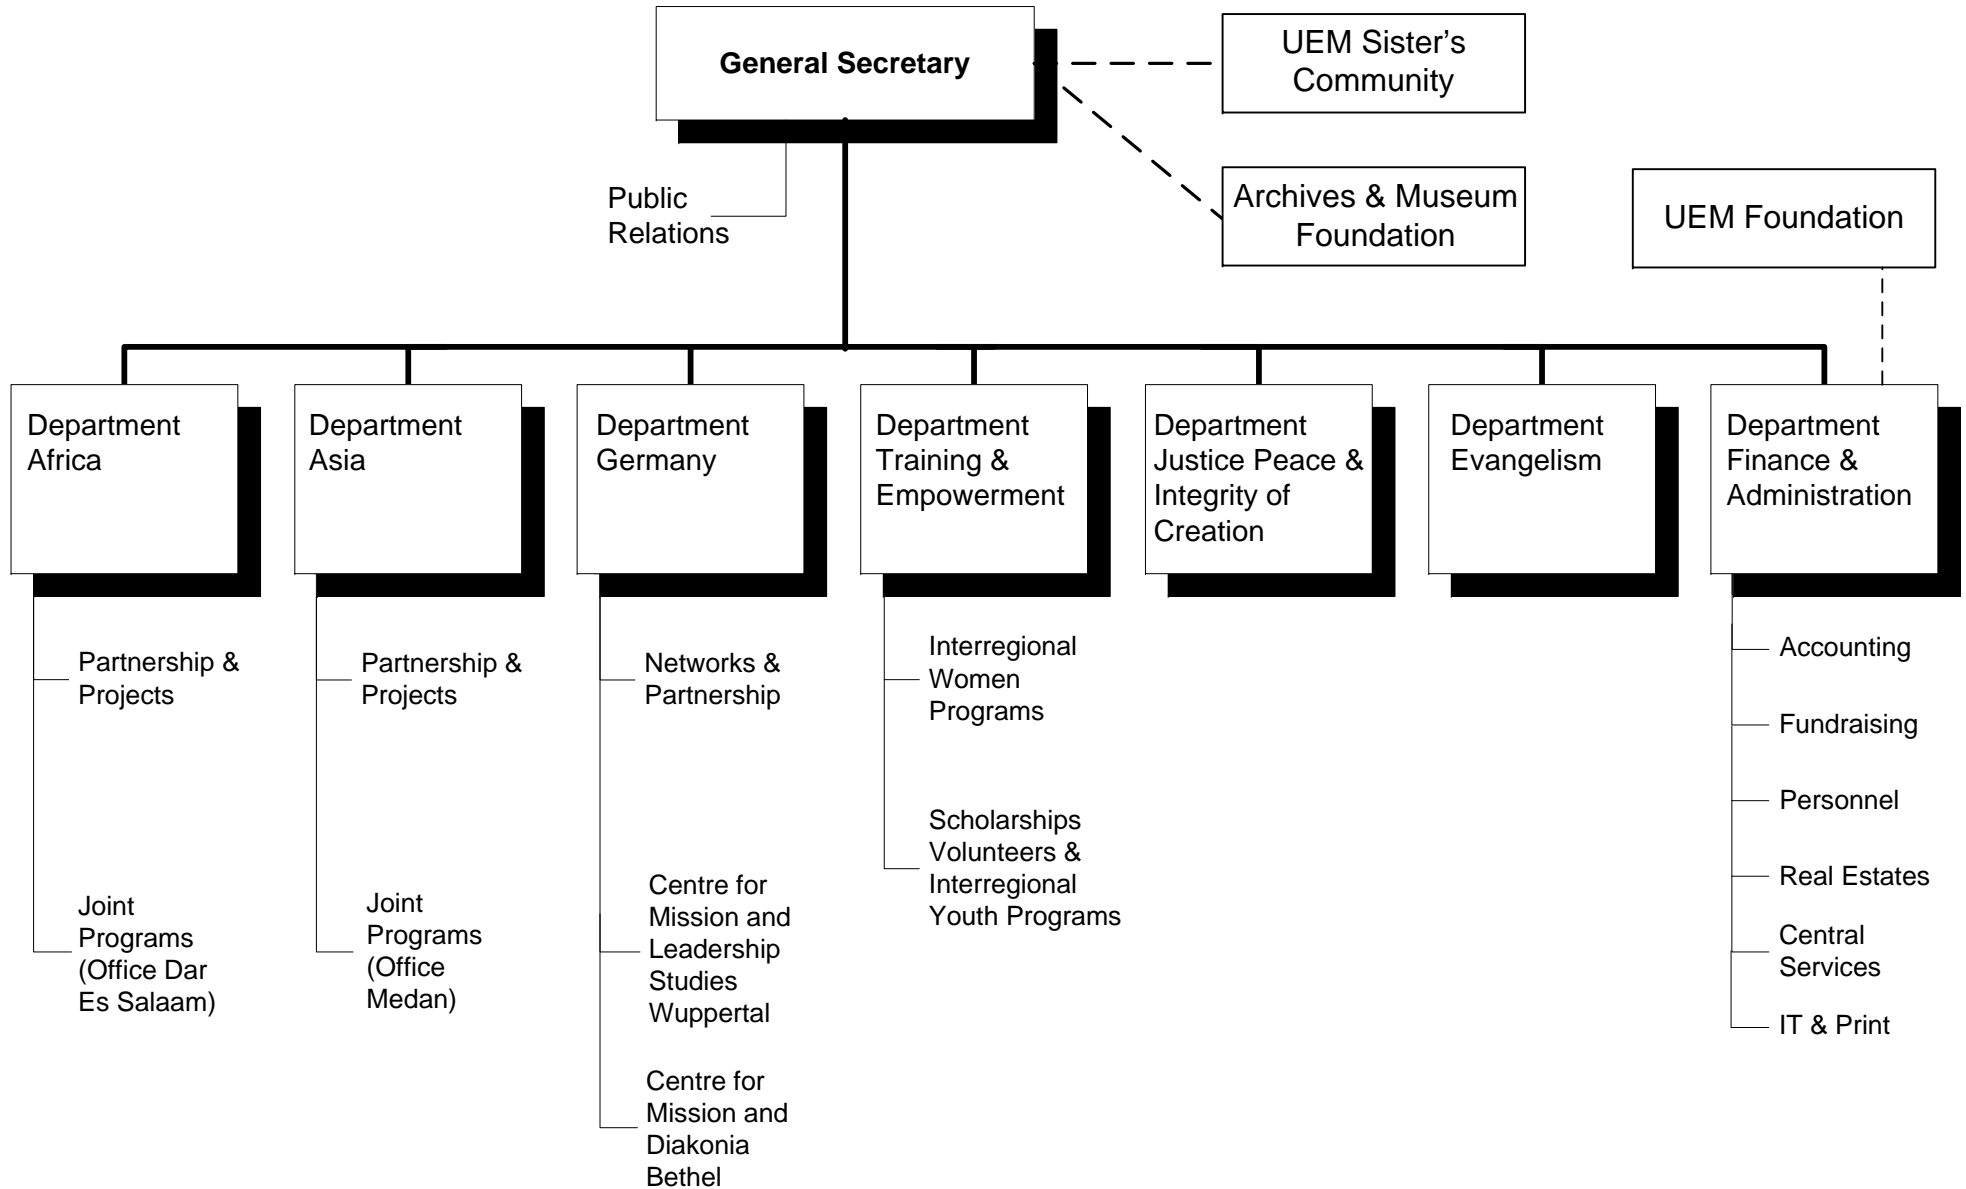 General Secretary
UEM Sister’s
Community
Public
Relations
Archives & Museum
Foundation
UEM Foundation
Department
Africa
Department
Asia
Department
Germany
Department
Training &
Empowerment
Department
Justice Peace &
Integrity of
Creation
Department
Evangelism
Department
Finance &
Administration
Partnership &
Projects
Joint
Programs
(Office Dar
Es Salaam)
Partnership &
Projects
Joint
Programs
(Office
Medan)
Networks &
Partnership
Centre for
Mission and
Leadership
Studies
Wuppertal
Centre for
Mission and
Diakonia
Bethel
Interregional
Women
Programs
Scholarships
Volunteers &
Interregional
Youth Programs
Accounting
Fundraising
Personnel
Real Estates
Central
Services
IT & Print